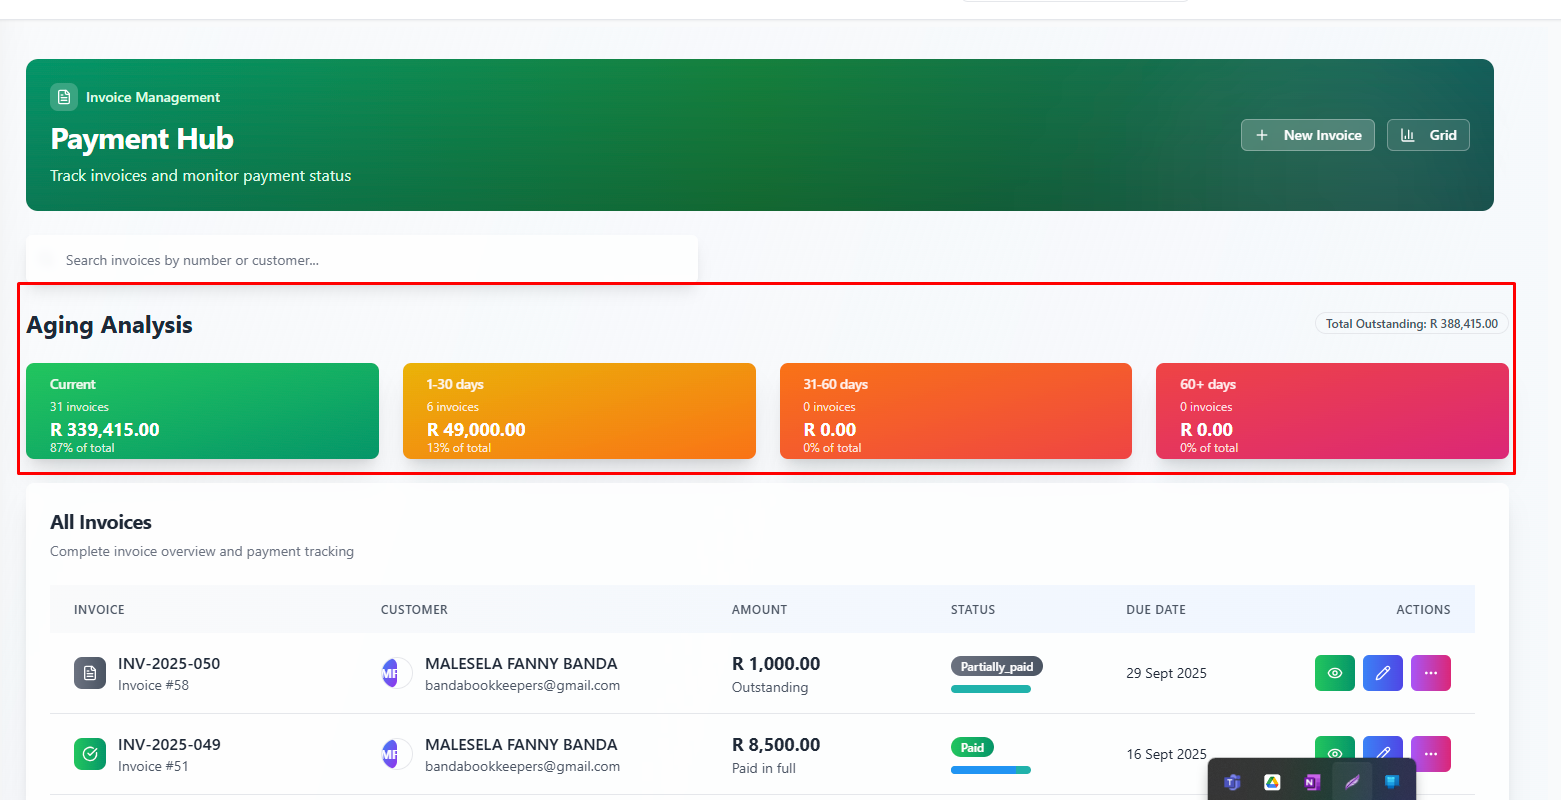 Invoice Management
Payment Hub
Track invoices and monitor payment status
New Invoice
Grid
Search invoices by number or customer...
Aging Analysis
Total Outstanding: R 388,415.00
Current
31 invoices
R 339,415.00
87% of total
1-30 days
6 invoices
R 49,000.00
13% of total
31-60 days
0 invoices
R 0.00
0% of total
60+ days
0 invoices
R 0.00
0% of total
All Invoices
Complete invoice overview and payment tracking
INVOICE CUSTOMER AMOUNT STATUS DUE DATE ACTIONS
INV-2025-050 MALESELA FANNY BANDA R 1,000.00 Partially_paid 29 Sept 2025
Invoice #58 MF bandabookkeepers@gmail.com Outstanding
INV-2025-049 MALESELA FANNY BANDA R 8,500.00 Paid 16 Sept 2025
Invoice #51 MF bandabookkeepers@gmail.com Paid in full